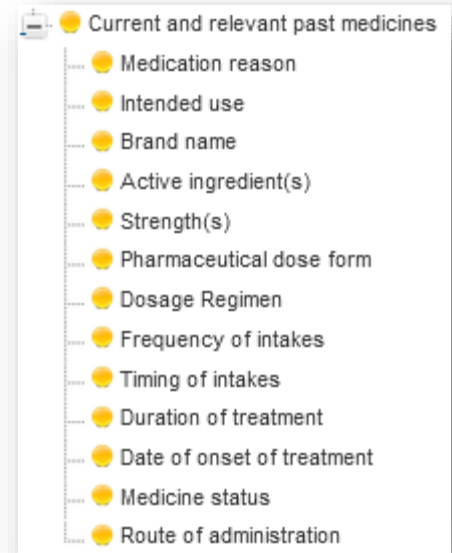 Current and relevant past medicines
Medication reason
Intended use
Brand name
Active ingredient(s)
Strength(s)
Pharmaceutical dose form
Dosage Regimen
Frequency of intakes
Timing of intakes
Duration of treatment
Date of onset of treatment
Medicine status
Route of administration